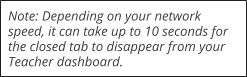 Note: Depending on your network
speed, it can take up to 10 seconds for
the closed tab to disappear from your
Teacher dashboard.